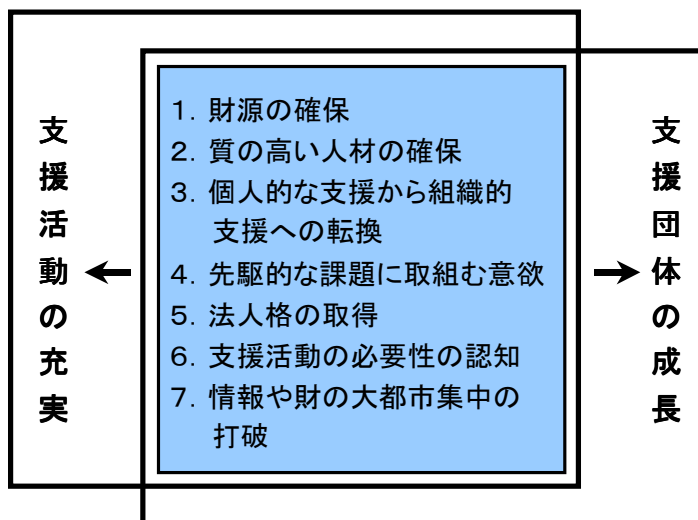 支援活動の充実
1. 財源の確保
2. 質の高い人材の確保
3. 個人的な支援から組織的
支援への転換
4. 先駆的な課題に取組む意欲
5. 法人格の取得
6. 支援活動の必要性の認知
7. 情報や財の大都市集中の
打破
支援団体の成長